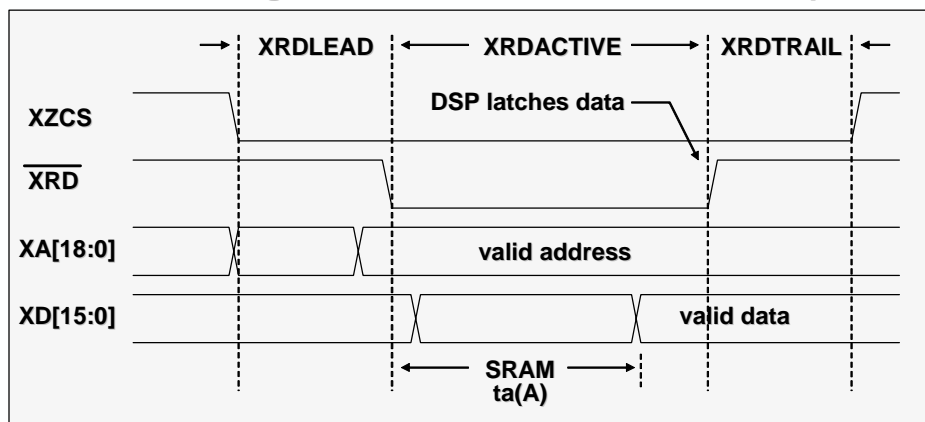 XRDLEAD XRDACTIVE XRDTRAIL
DSP latches data
XZCS
XRD
XA[18:0] valid address
XD[15:0] valid data
SRAM
ta(A)